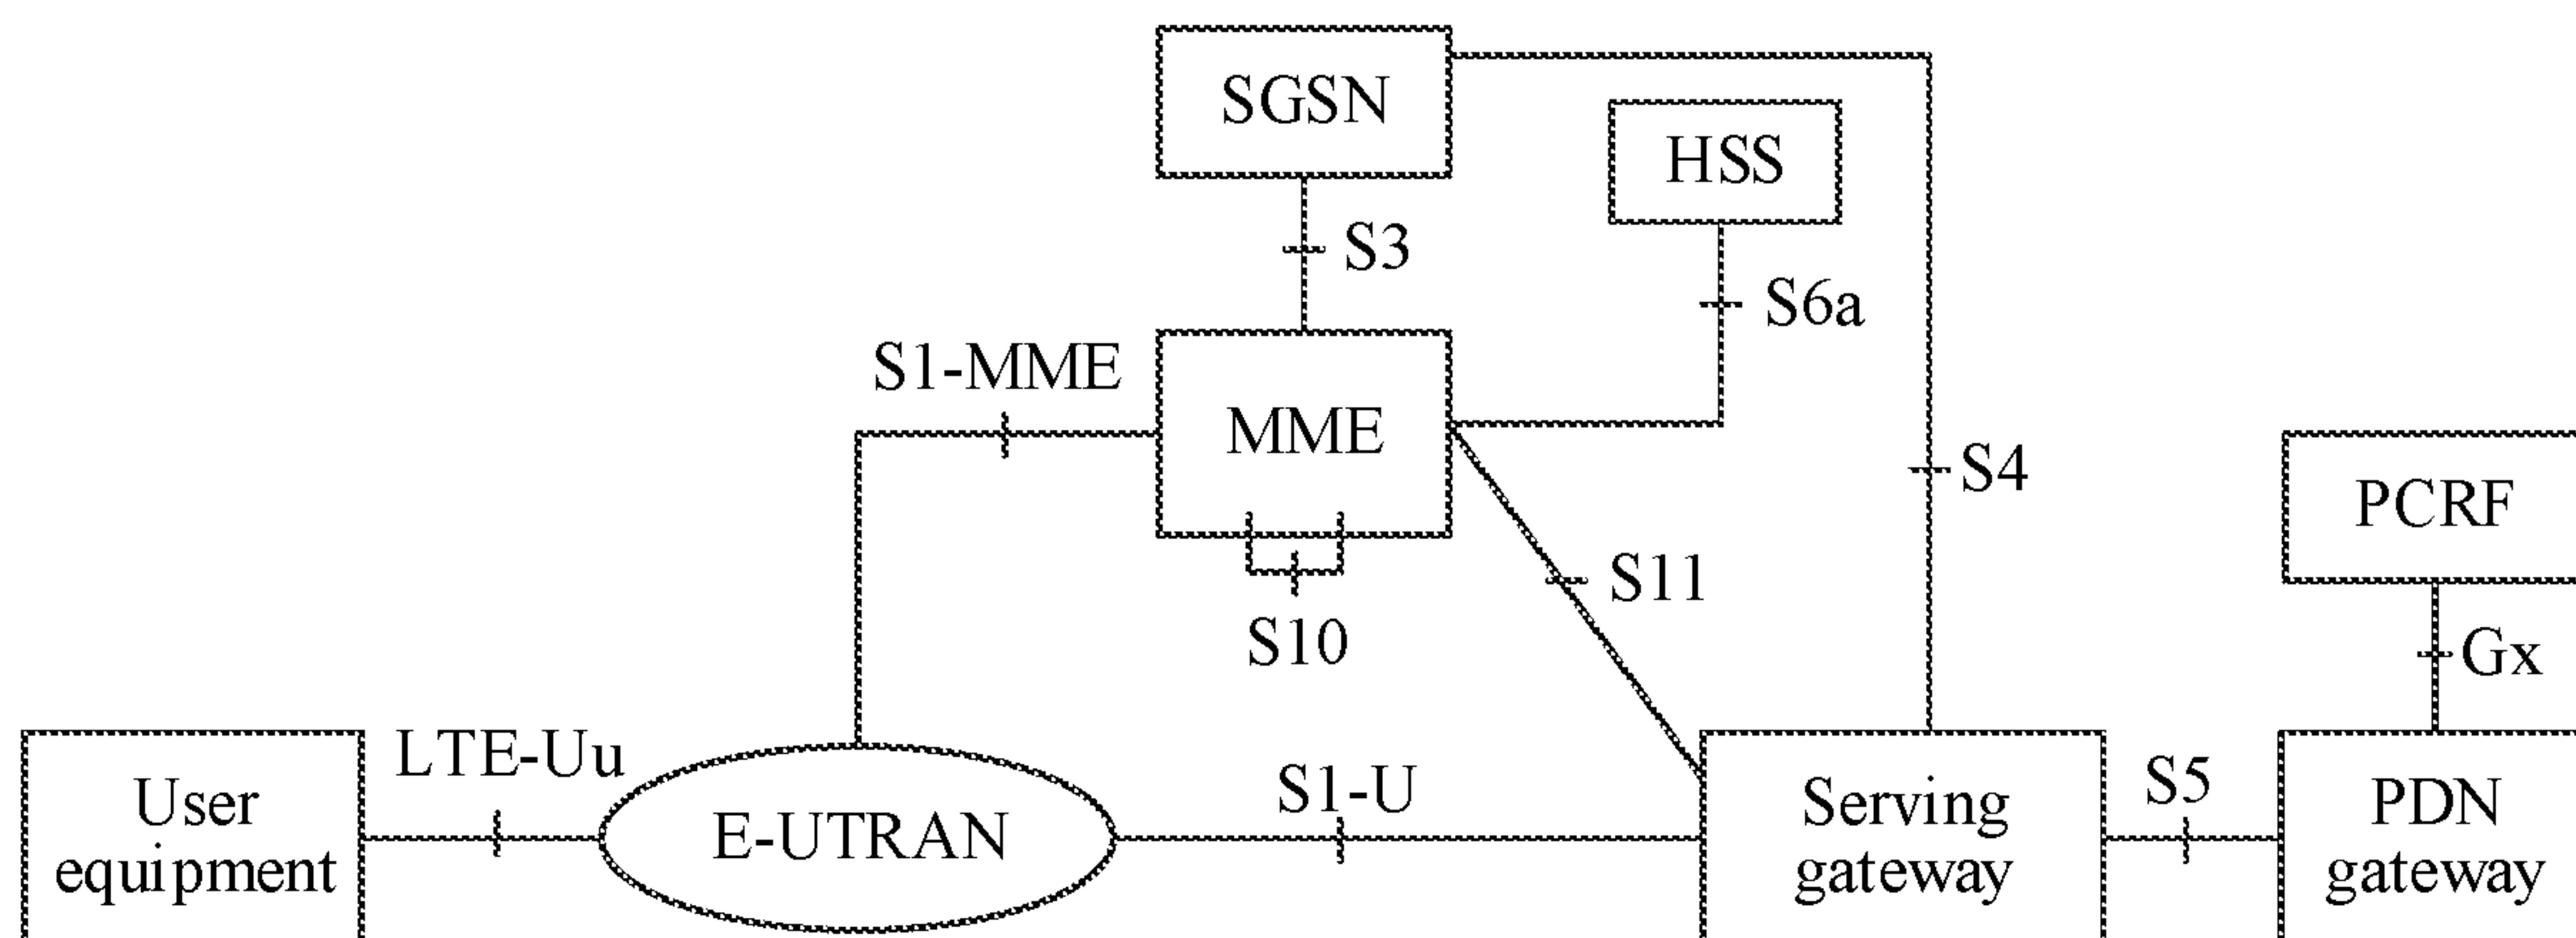 SGSN
HSS
S3
S6a
S1-MME
MME
S4
PCRF
S11
S10
Gx
LTE-Uu
User
equipment
E-UTRAN
S1-U
Serving
gateway
S5
PDN
gateway